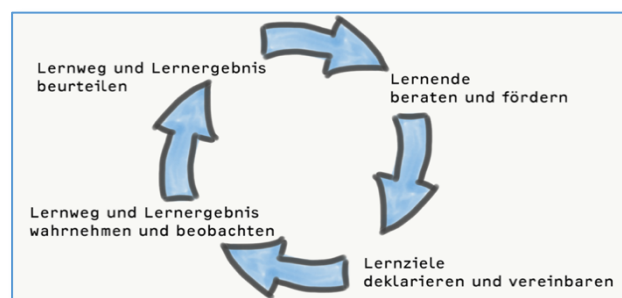 Lernweg und Lernergebnis
beurteilen
Lernende
beraten und fördern
Lernweg und Lernergebnis
wahrnehmen und beobachten
Lernziele
deklarieren und vereinbaren